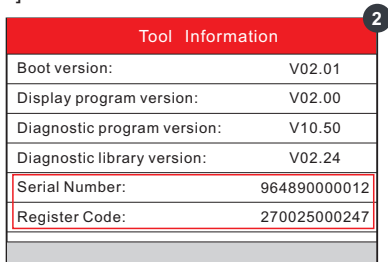 2
Tool Information
Boot version: V02.01
Display program version: V02.00
Diagnostic program version: V10.50
Diagnostic library version: V02.24
Serial Number: 964890000012
Register Code: 270025000247